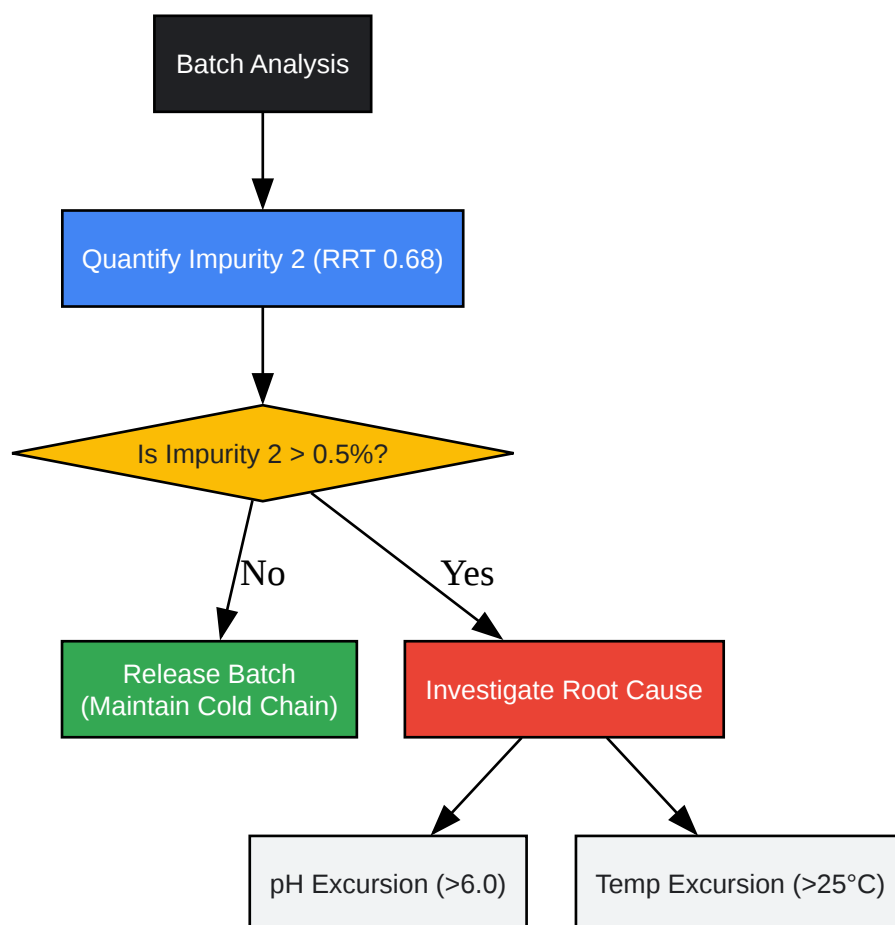 Batch Analysis
Quantify Impurity 2 (RRT 0.68)
Is Impurity 2 > 0.5%?
No
Yes
Release Batch
(Maintain Cold Chain)
Investigate Root Cause
pH Excursion (>6.0)
Temp Excursion (>25°C)